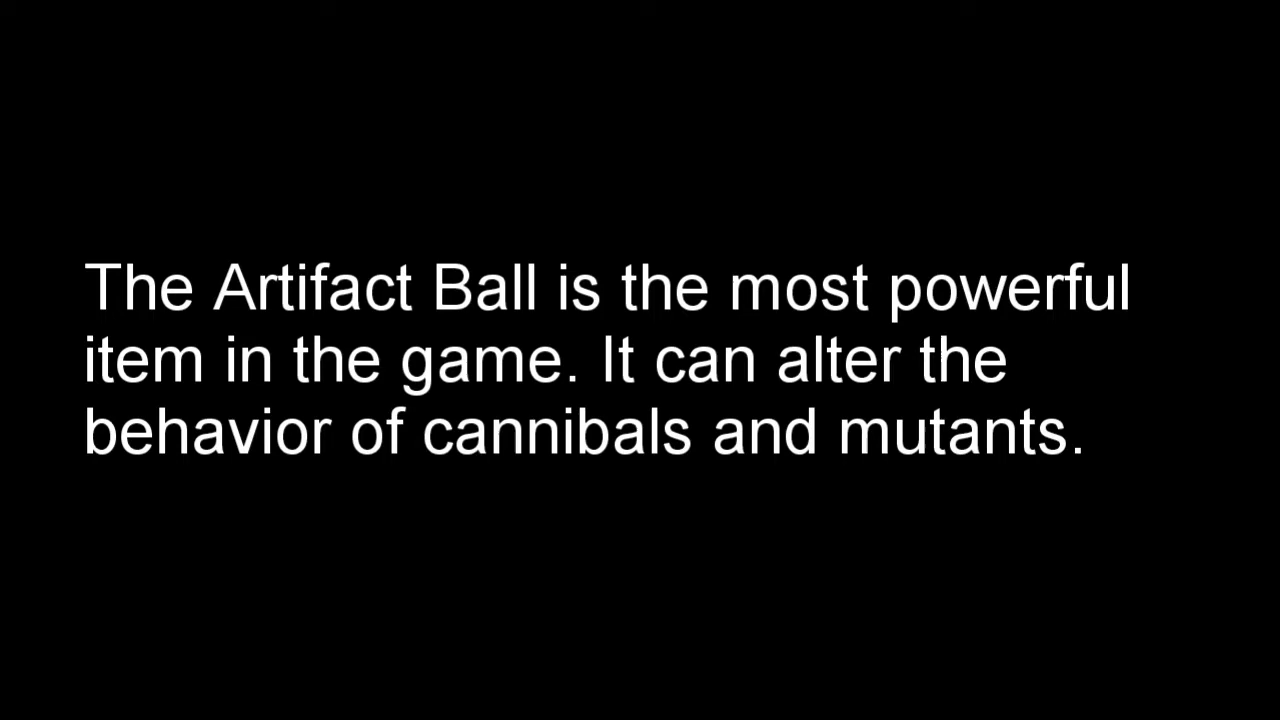 The Artifact Ball is the most powerful
item in the game. It can alter the
behavior of cannibals and mutants.